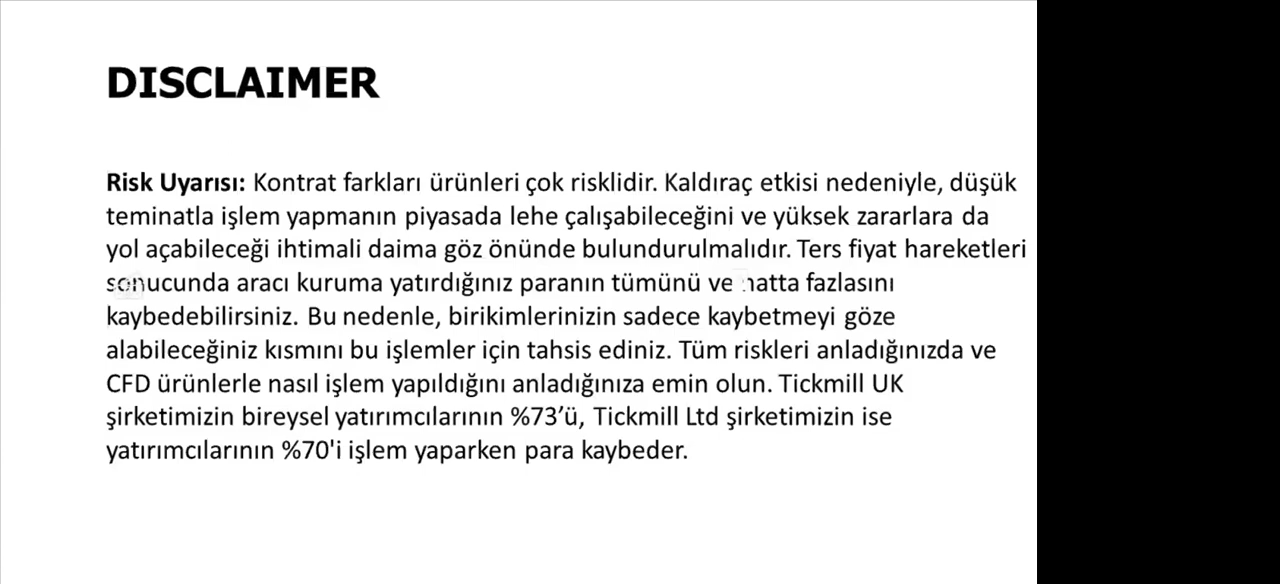 DISCLAIMER
Risk Uyarısı: Kontrat farkları ürünleri çok risklidir. Kaldıraç etkisi nedeniyle, düşük
teminatla işlem yapmanın piyasada lehe çalışabileceğini ve yüksek zararlara da
yol açabileceği ihtimali daima göz önünde bulundurulmalıdır. Ters fiyat hareketleri
sonucunda aracı kuruma yatırdığınız paranın tümünü ve hatta fazlasını
kaybedebilirsiniz. Bu nedenle, birikimlerinizin sadece kaybetmeyi göze
alabileceğiniz kısmını bu işlemler için tahsis ediniz. Tüm riskleri anladığınızda ve
CFD ürünlerle nasıl işlem yapıldığını anladığınıza emin olun. Tickmill UK
şirketimizin bireysel yatırımcılarının %73’ü, Tickmill Ltd şirketimizin ise
yatırımcılarının %70'i işlem yaparken para kaybeder.